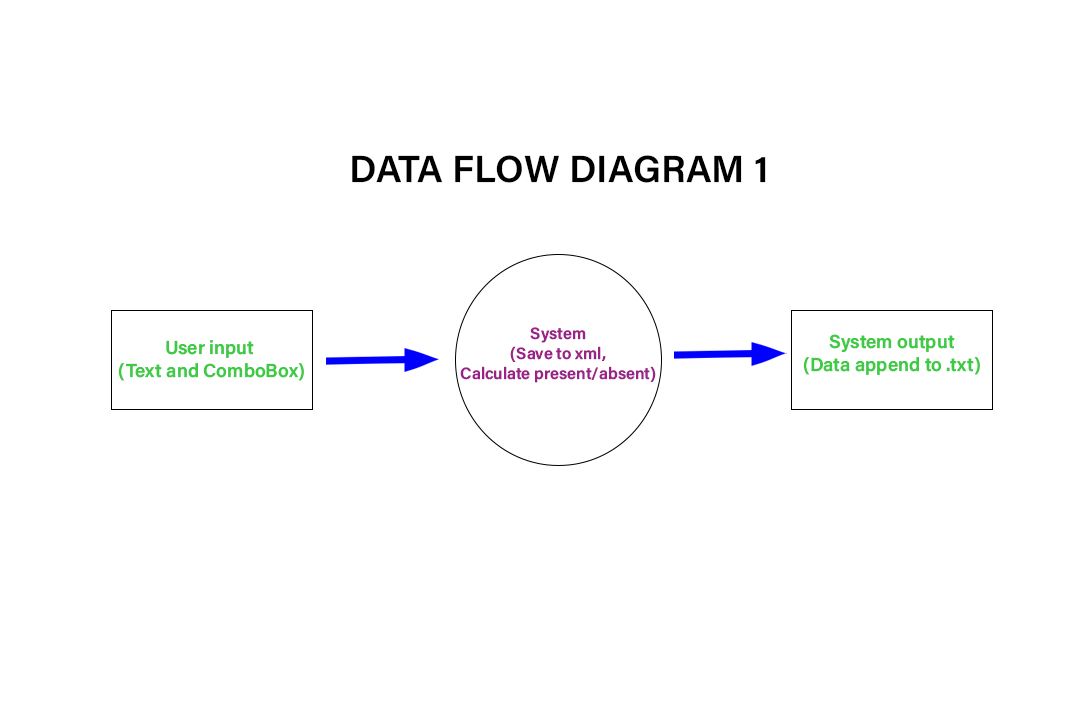 DATA FLOW DIAGRAM 1
User input
(Text and ComboBox)
System
(Save to xml,
Calculate present/absent)
System output
(Data append to .txt)